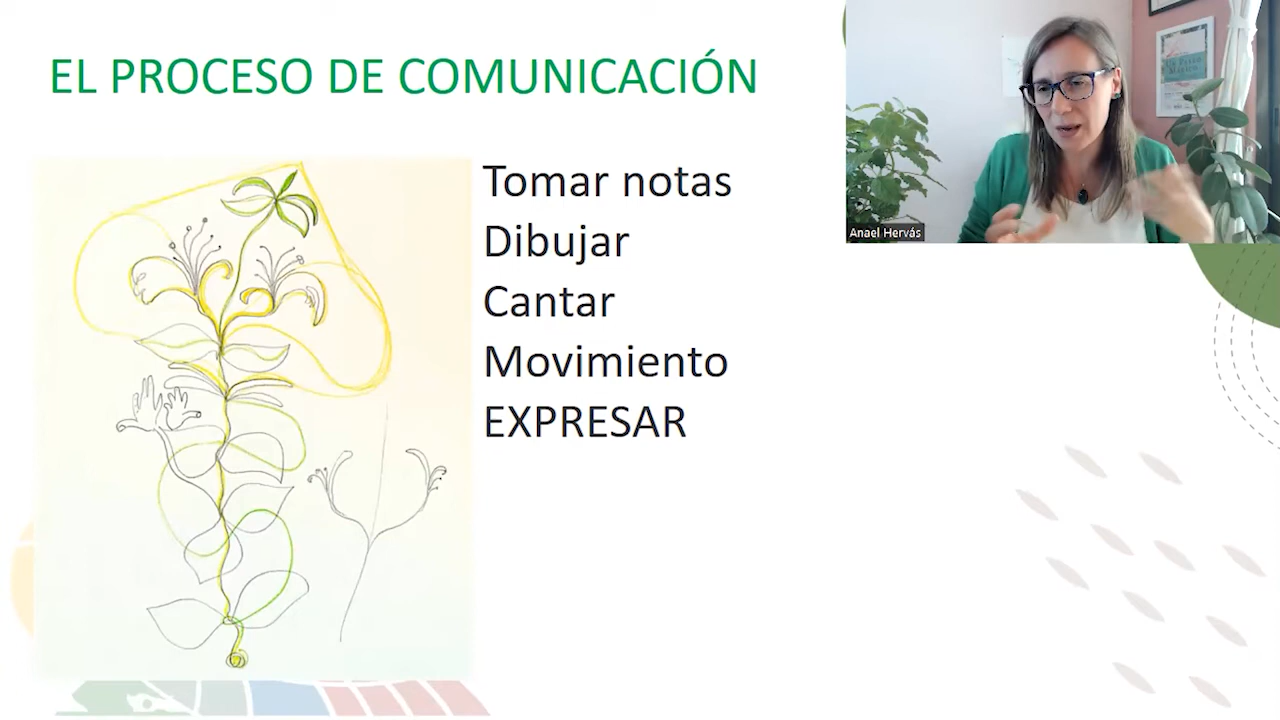 EL PROCESO DE COMUNICACIÓN
Tomar notas
Dibujar
Cantar
Movimiento
EXPRESAR
Anael Hervás